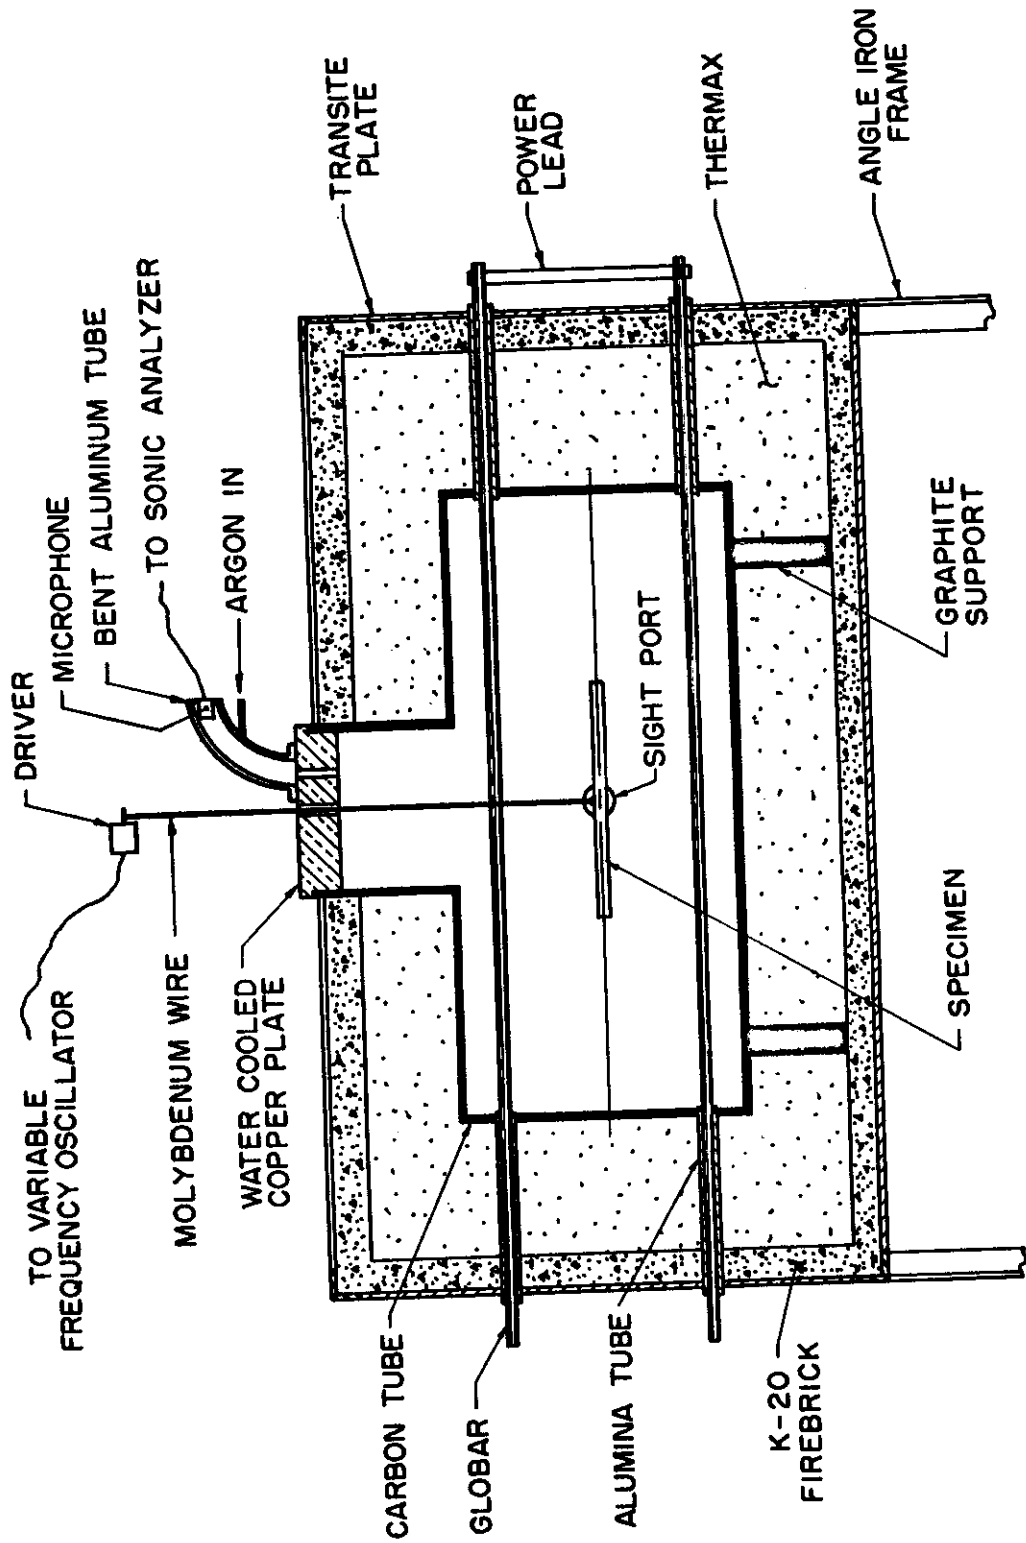 TO VARIABLE
FREQUENCY OSCILLATOR
DRIVER
MICROPHONE
BENT ALUMINUM TUBE
TO SONIC ANALYZER
ARGON IN
MOLYBDENUM WIRE
WATER COOLED
COPPER PLATE
TRANSITE
PLATE
CARBON TUBE
GLOBAR
POWER
LEAD
SIGHT PORT
ALUMINA TUBE
THERMAX
K-20
FIREBRICK
SPECIMEN
GRAPHITE
SUPPORT
ANGLE IRON
FRAME